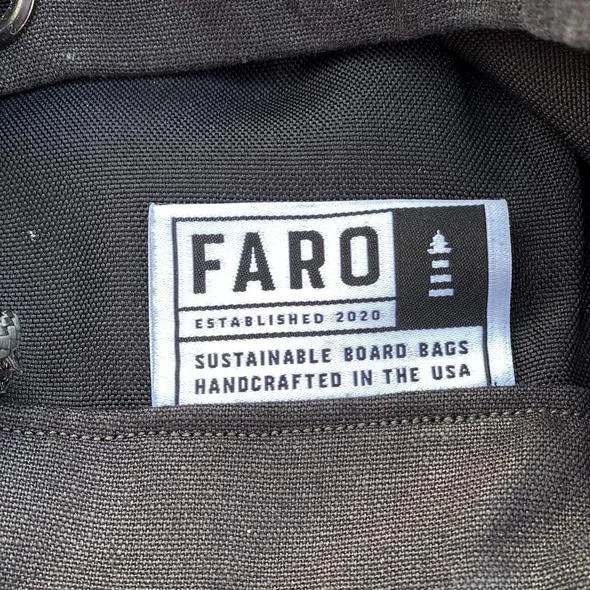 FARO
ESTABLISHED 2020
SUSTAINABLE BOARD BAGS
HANDCRAFTED IN THE USA